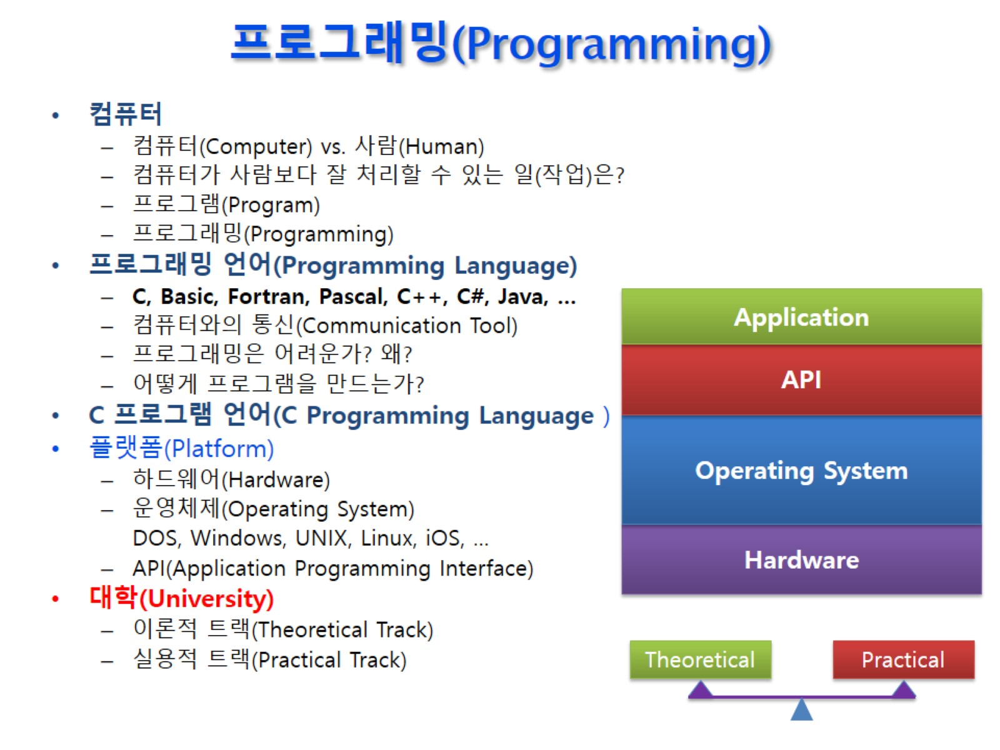 프로그래밍(Programming)
• 컴퓨터
– 컴퓨터(Computer) vs. 사람(Human)
– 컴퓨터가 사람보다 잘 처리할 수 있는 일(작업)은?
– 프로그램(Program)
– 프로그래밍(Programming)
• 프로그래밍 언어(Programming Language)
– C, Basic, Fortran, Pascal, C++, C#, Java, ...
– 컴퓨터와의 통신(Communication Tool)
– 프로그래밍은 어려운가? 왜?
– 어떻게 프로그램을 만드는가?
• C 프로그램 언어(C Programming Language )
• 플랫폼(Platform)
– 하드웨어(Hardware)
– 운영체제(Operating System)
DOS, Windows, UNIX, Linux, iOS, ...
– API(Application Programming Interface)
• 대학(University)
– 이론적 트랙(Theoretical Track)
– 실용적 트랙(Practical Track)
Application
API
Operating System
Hardware
Theoretical
Practical